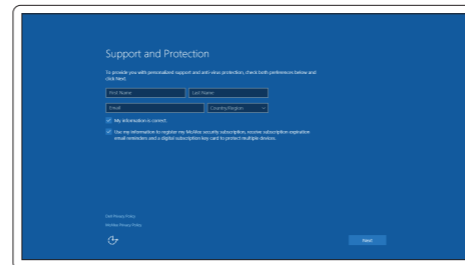 Support and Protection
To provide you with personalized support and anti-virus protection, check both preferences below and
click Next.
First Name
Last Name
Email
Country/Region
My information is correct.
Use my information to register my McAfee security subscription, receive subscription expiration
email reminders and a digital subscription key card to protect multiple devices.
Dell Privacy Policy
McAfee Privacy Policy
Next